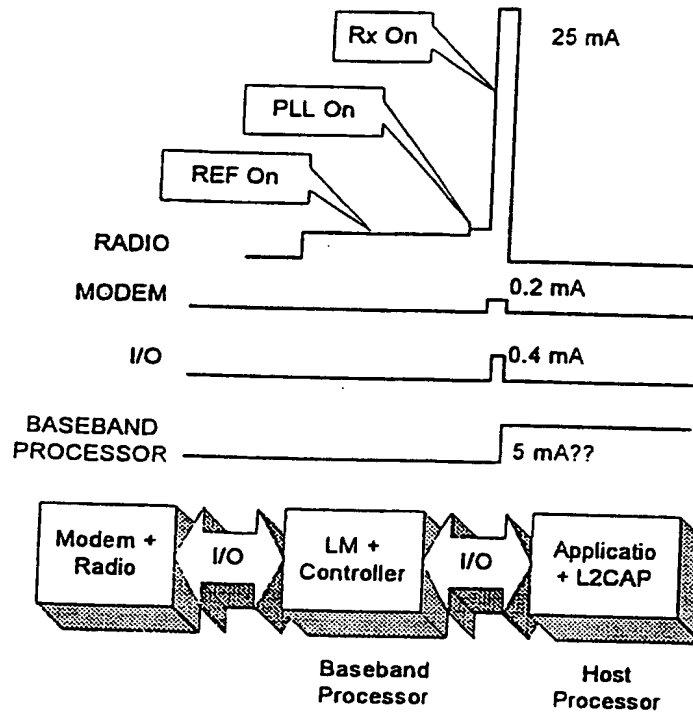 Rx On
25 mA
PLL On
REF On
RADIO
MODEM
0.2 mA
I/O
0.4 mA
BASEBAND
PROCESSOR
5 mA??
Modem +
Radio
I/O
LM +
Controller
I/O
Applicatio
+ L2CAP
Baseband
Processor
Host
Processor